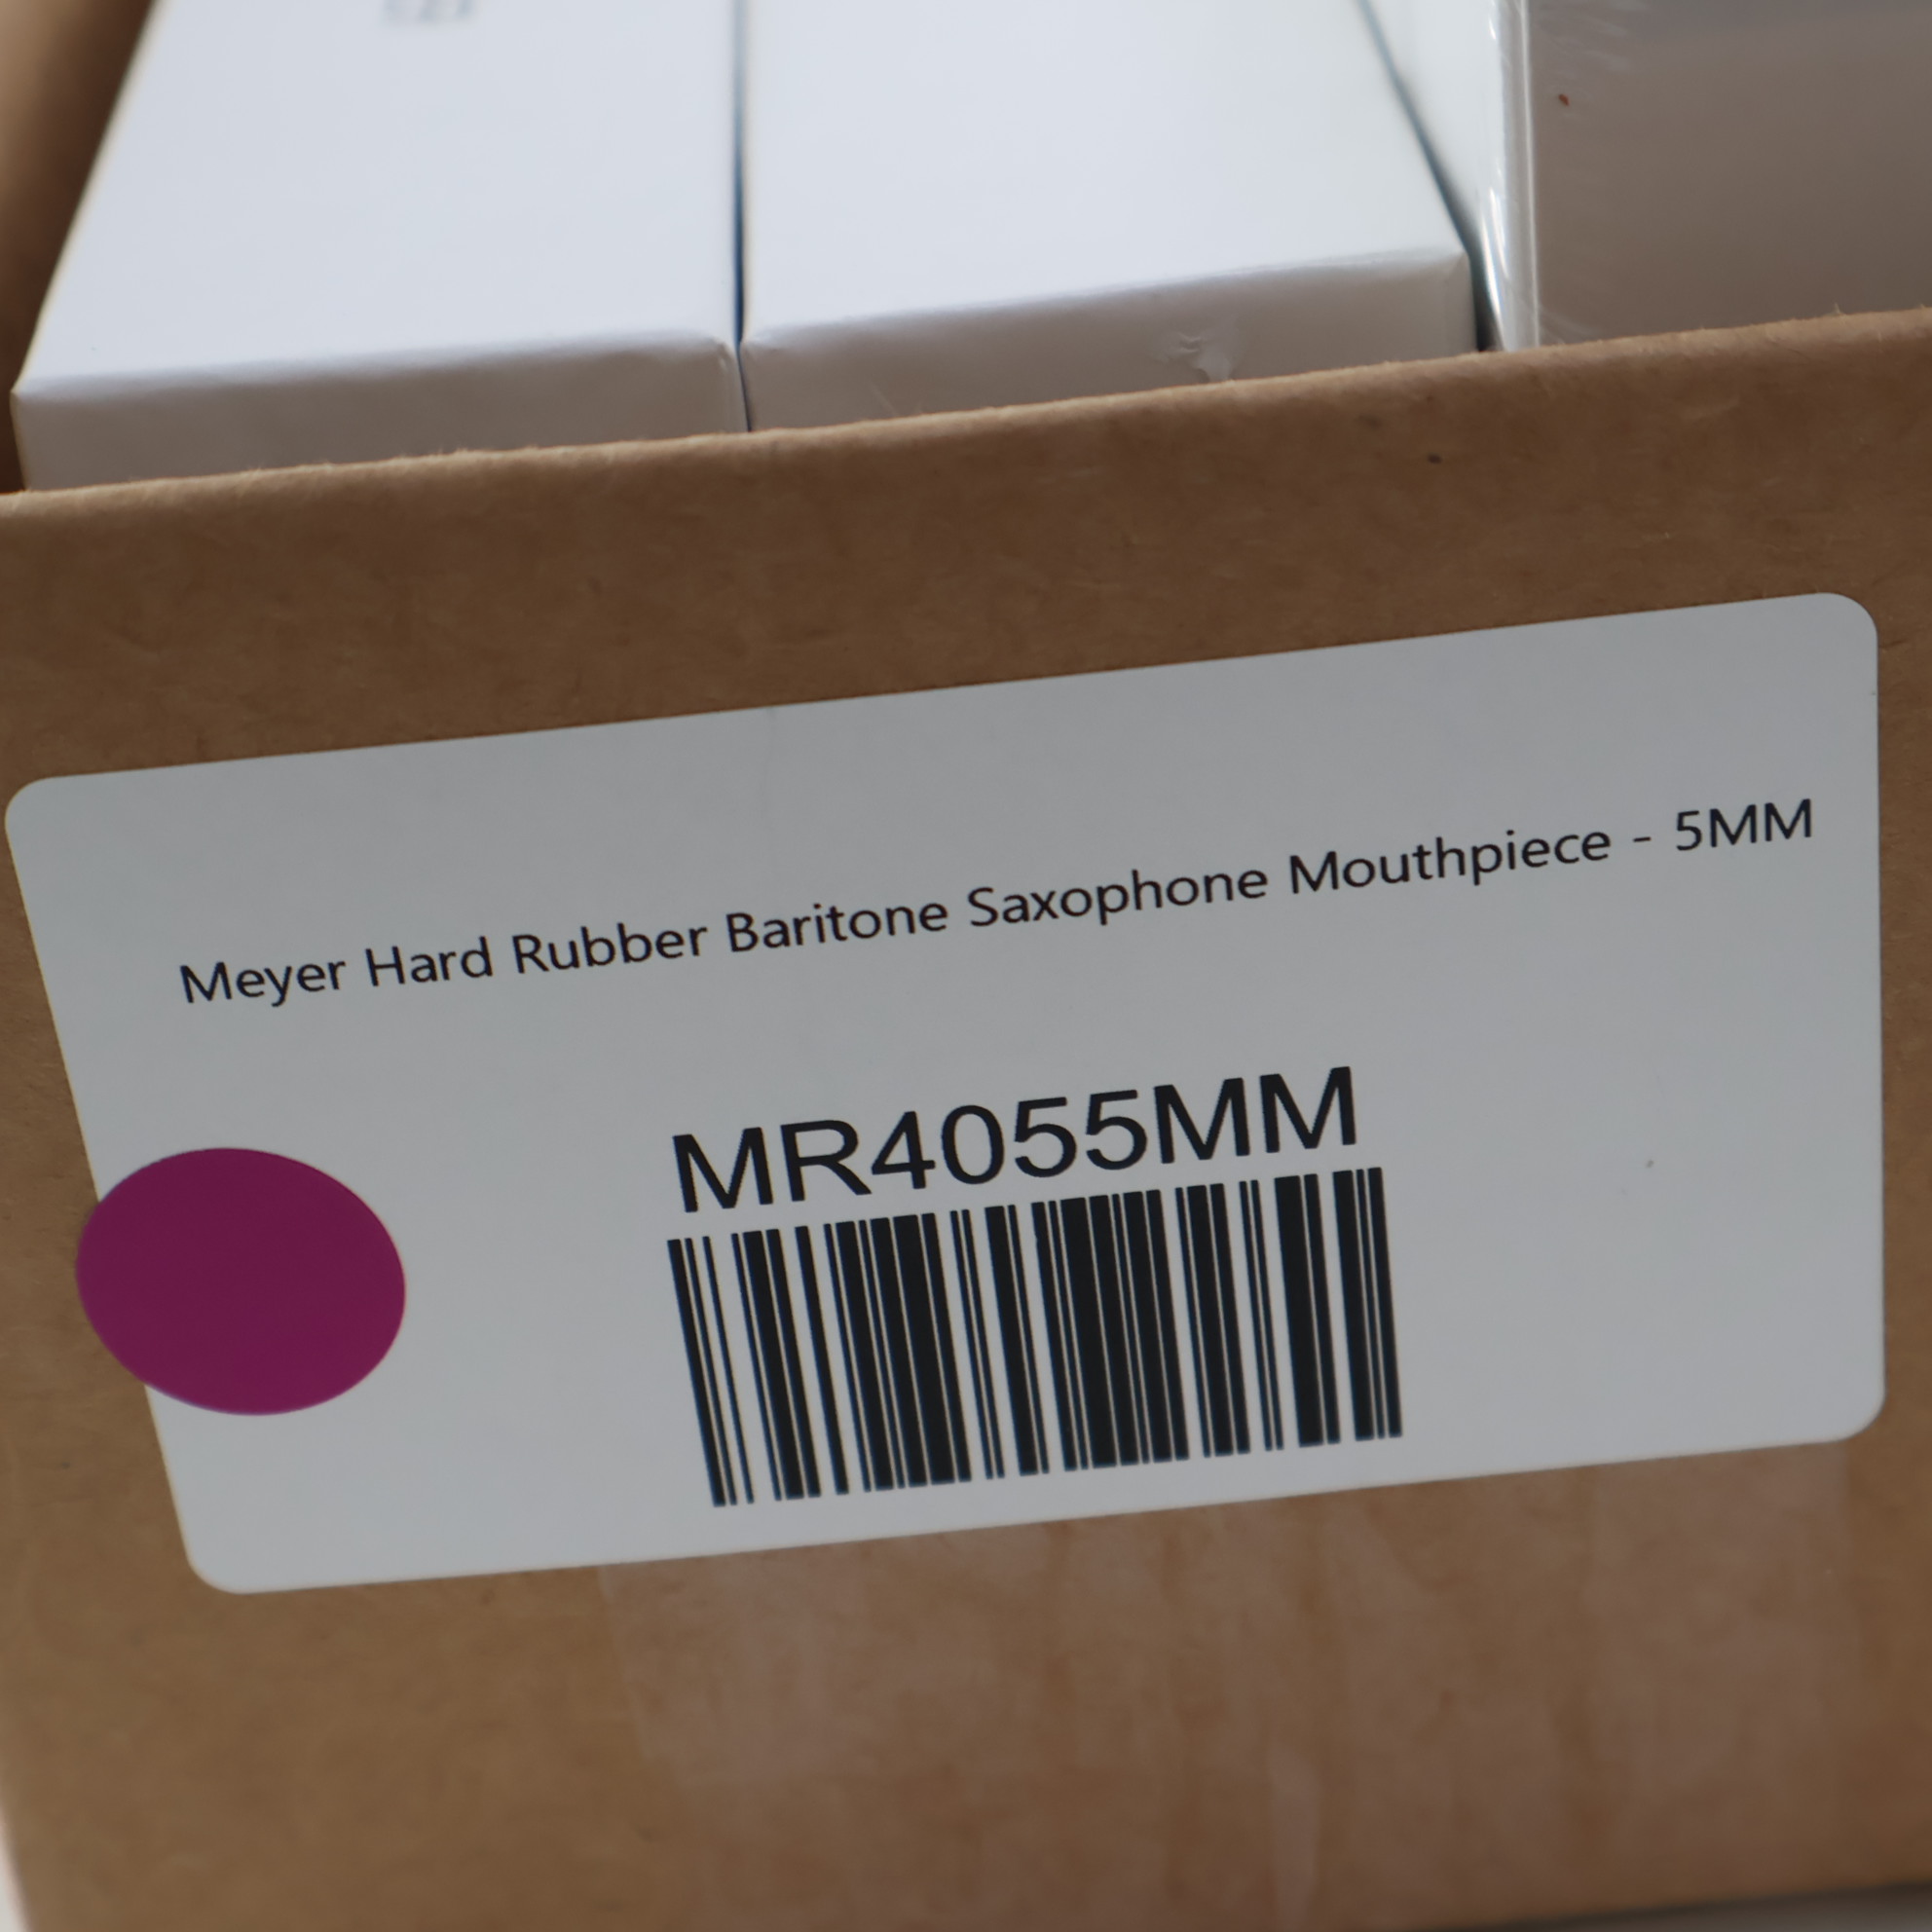 Meyer Hard Rubber Baritone Saxophone Mouthpiece - 5MM
MR4055MM